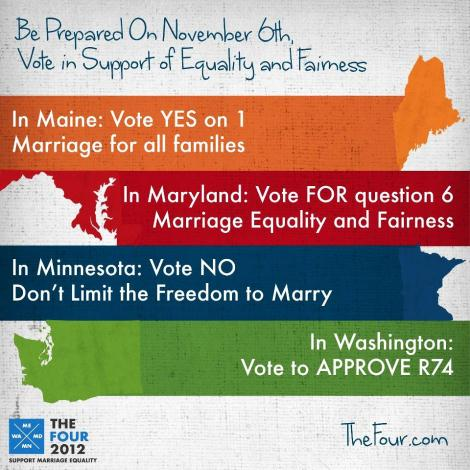 Be Prepared On November 6th,
Vote in Support of Equality and Fairness
In Maine: Vote YES on 1
Marriage for all families
In Maryland: Vote FOR question 6
Marriage Equality and Fairness
In Minnesota: Vote NO
Don't Limit the Freedom to Marry
In Washington:
Vote to APPROVE R74
ME
WA MD
MN
THE
FOUR
2012
SUPPORT MARRIAGE EQUALITY
TheFour.com